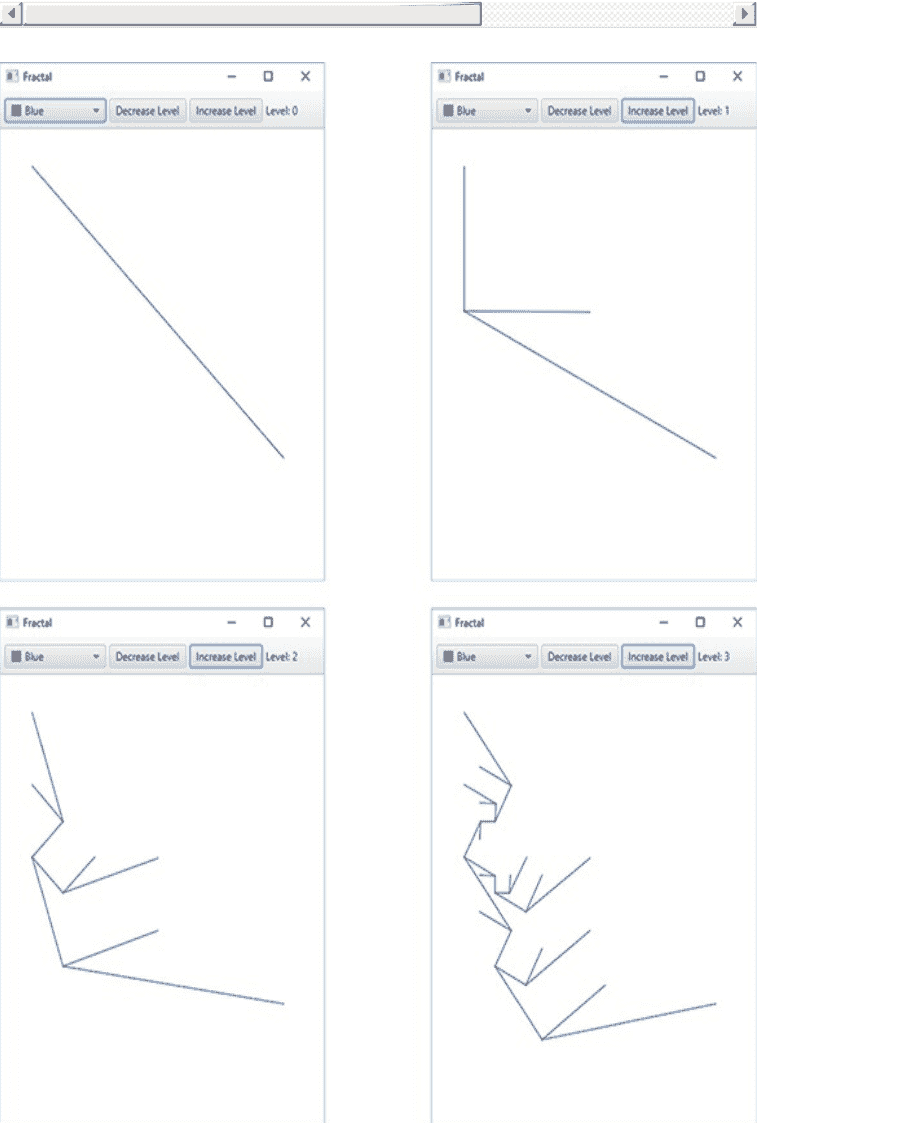 Fractal
Blue Decrease Level Increase Level Level: 0
Fractal
Blue Decrease Level Increase Level Level: 1
Fractal
Blue Decrease Level Increase Level Level: 2
Fractal
Blue Decrease Level Increase Level Level: 3